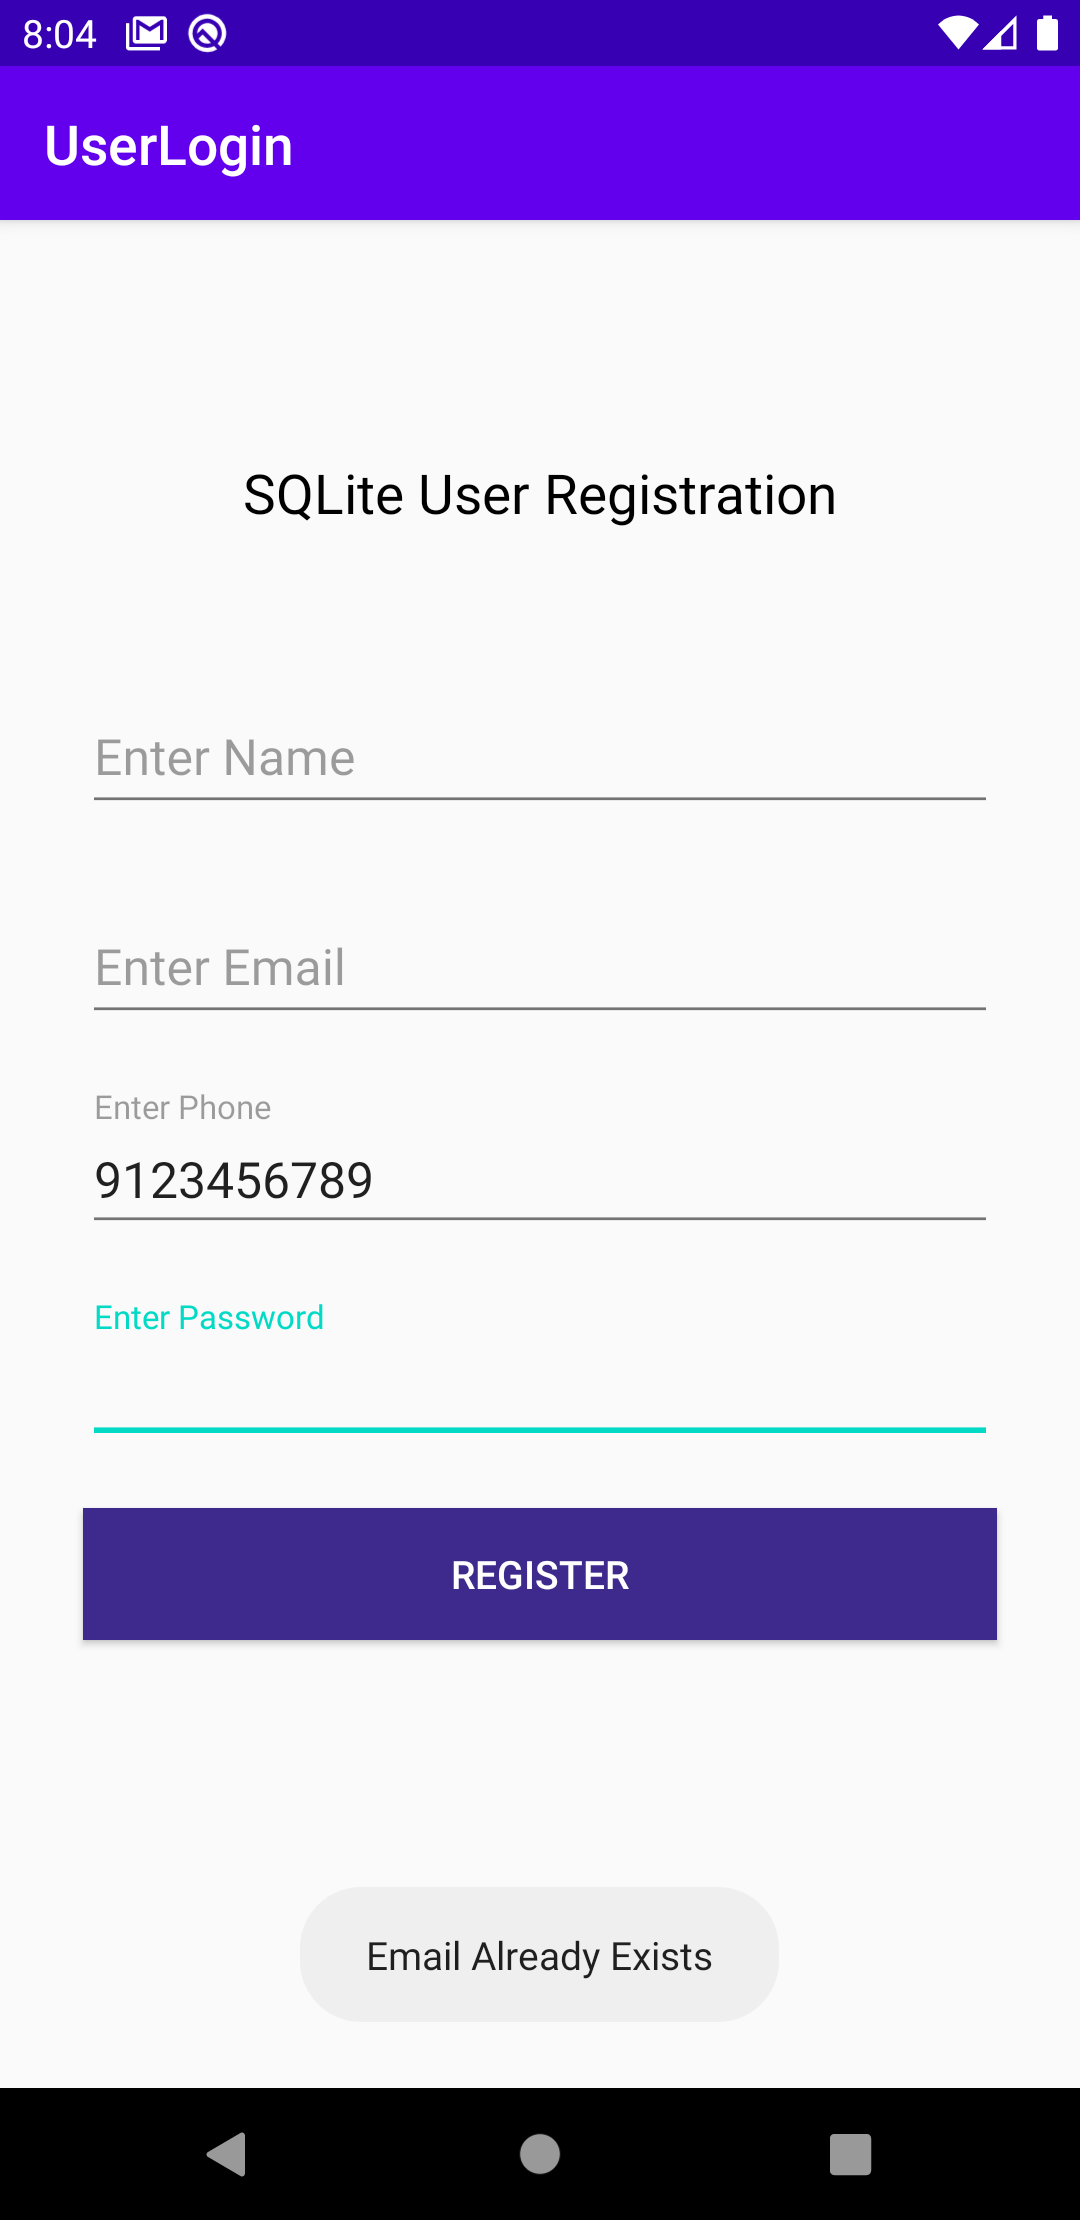 8:04
UserLogin
SQLite User Registration
Enter Name
Enter Email
Enter Phone
9123456789
Enter Password
REGISTER
Email Already Exists